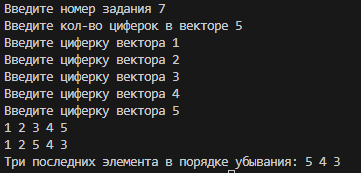 Введите номер задания 7
Введите кол-во циферок в векторе 5
Введите циферку вектора 1
Введите циферку вектора 2
Введите циферку вектора 3
Введите циферку вектора 4
Введите циферку вектора 5
1 2 3 4 5
1 2 5 4 3
Три последних элемента в порядке убывания: 5 4 3